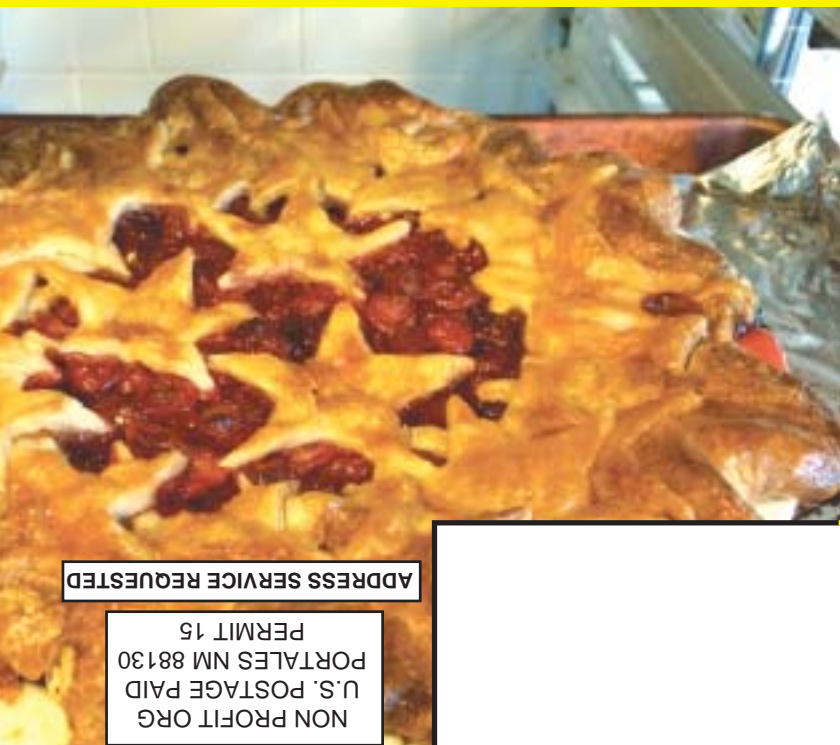 NON PROFIT ORG
U.S. POSTAGE PAID
PORTALES NM 88130
PERMIT 15
ADDRESS SERVICE REQUESTED